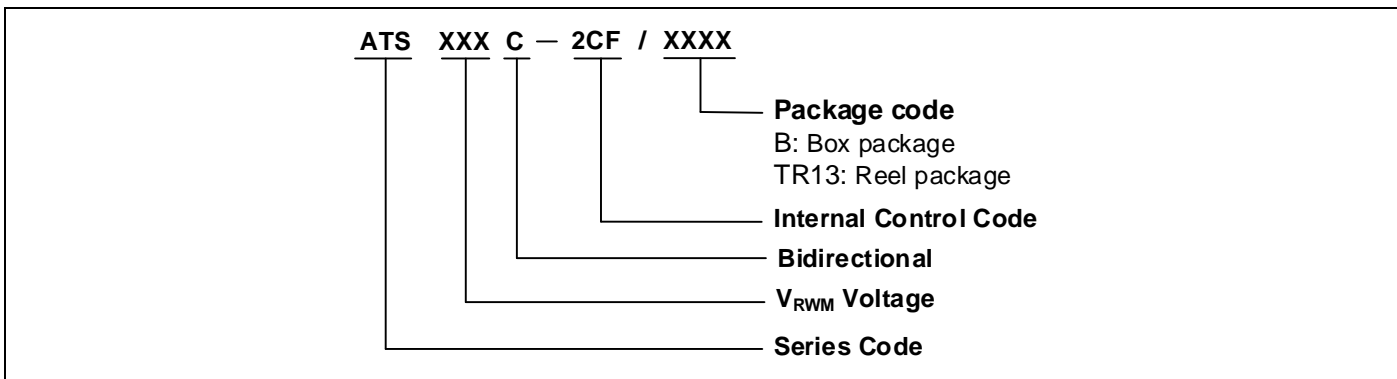 ATS XXX C — 2CF / XXXX
Package code
B: Box package
TR13: Reel package
Internal Control Code
Bidirectional
VRWM Voltage
Series Code